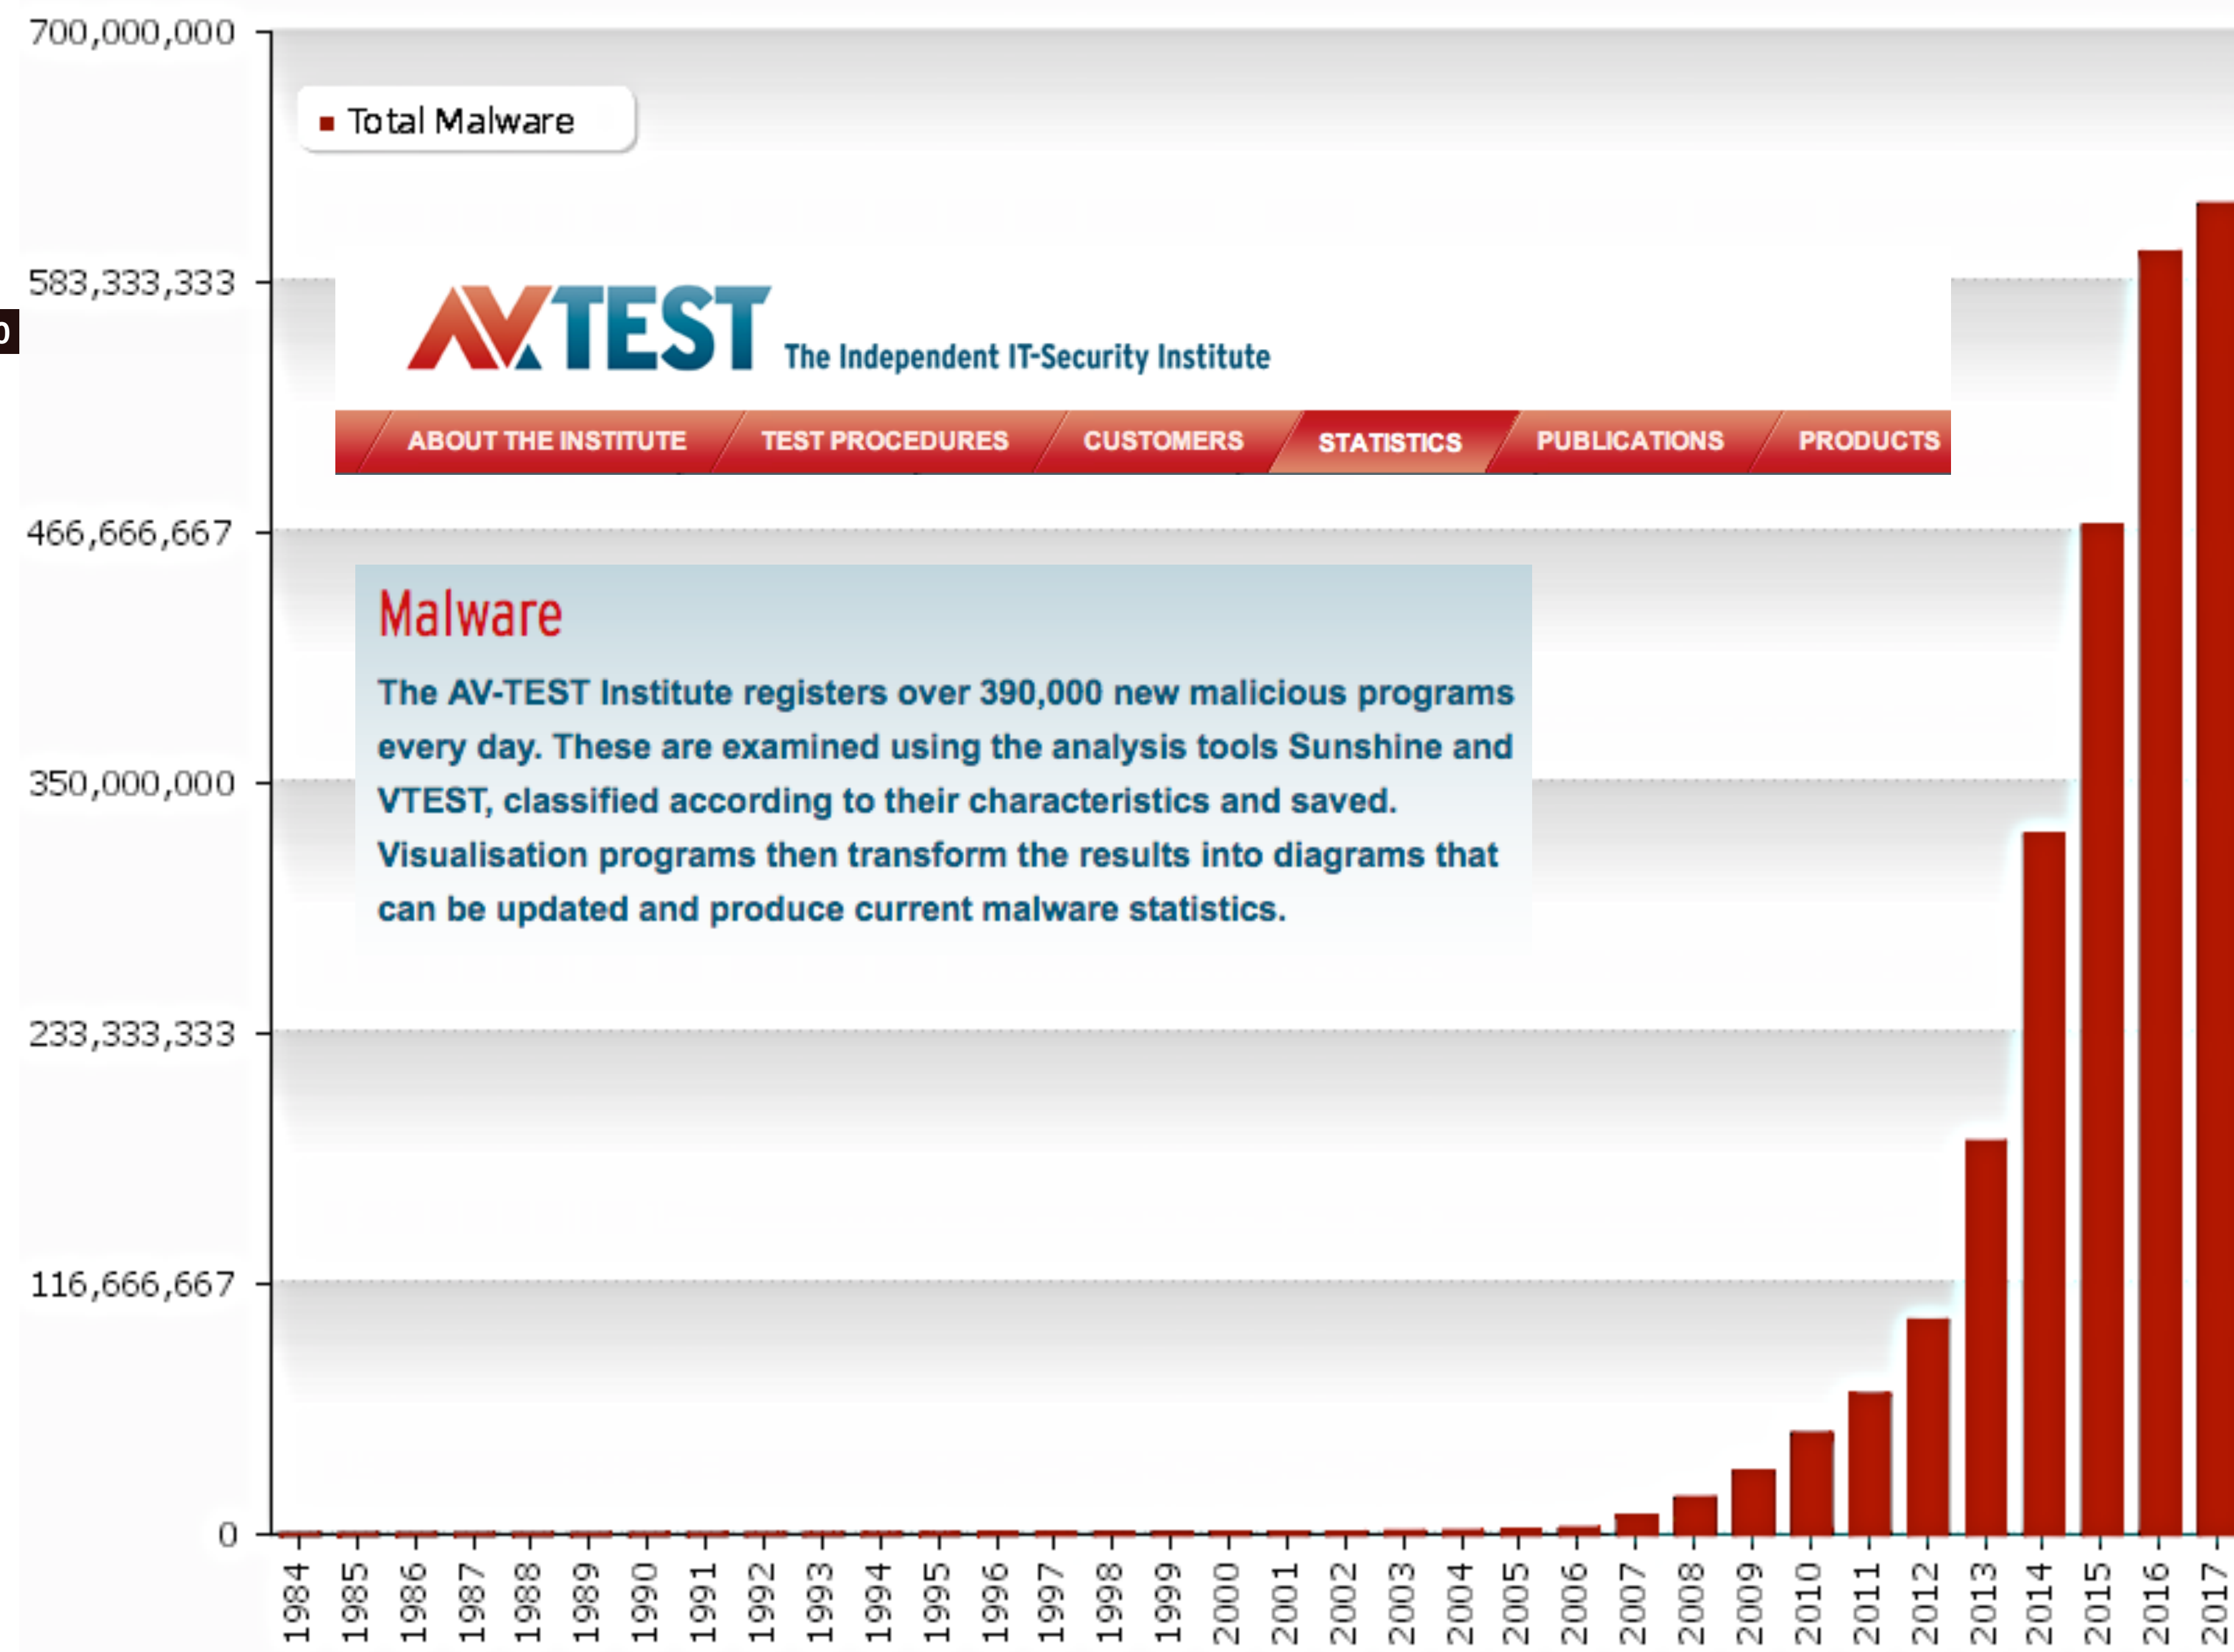 700,000,000
Total Malware
583,333,333
0
AVTEST The Independent IT-Security Institute
ABOUT THE INSTITUTE TEST PROCEDURES CUSTOMERS STATISTICS PUBLICATIONS PRODUCTS
466,666,667
Malware
The AV-TEST Institute registers over 390,000 new malicious programs
every day. These are examined using the analysis tools Sunshine and
VTEST, classified according to their characteristics and saved.
Visualisation programs then transform the results into diagrams that
can be updated and produce current malware statistics.
350,000,000
233,333,333
116,666,667
0
1984 1985 1986 1987 1988 1989 1990 1991 1992 1993 1994 1995 1996 1997 1998 1999 2000 2001 2002 2003 2004 2005 2006 2007 2008 2009 2010 2011 2012 2013 2014 2015 2016 2017